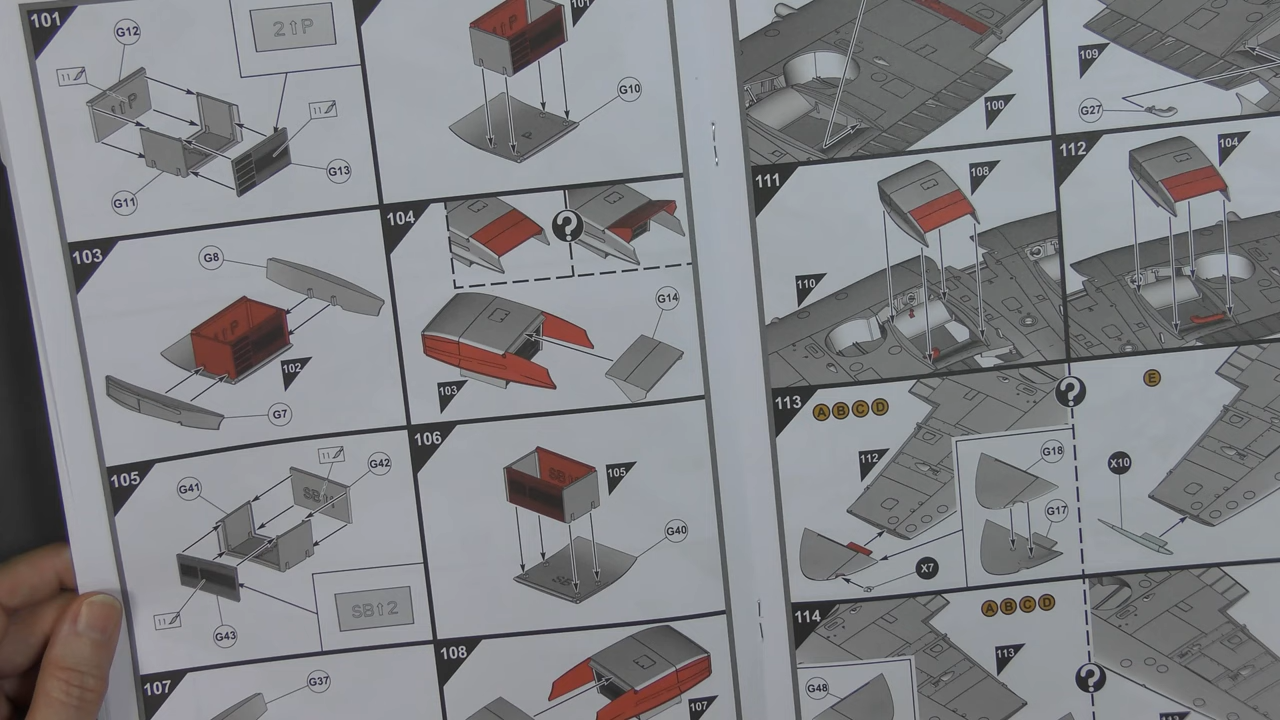 101
G12
2↑P
11
↑P
11
G11
G13
101
↑P
G10
P
103
G8
↑P
102
G7
104
G14
103
105
G41
11
G42
SB↑
11
G43
SB↑2
106
SB
105
G40
SB
107
G37
108
107
100
109
G27
111
108
110
112
104
113
A B C D
112
G18
G17
X7
?
E
X10
114
A B C D
113
G48
?
?